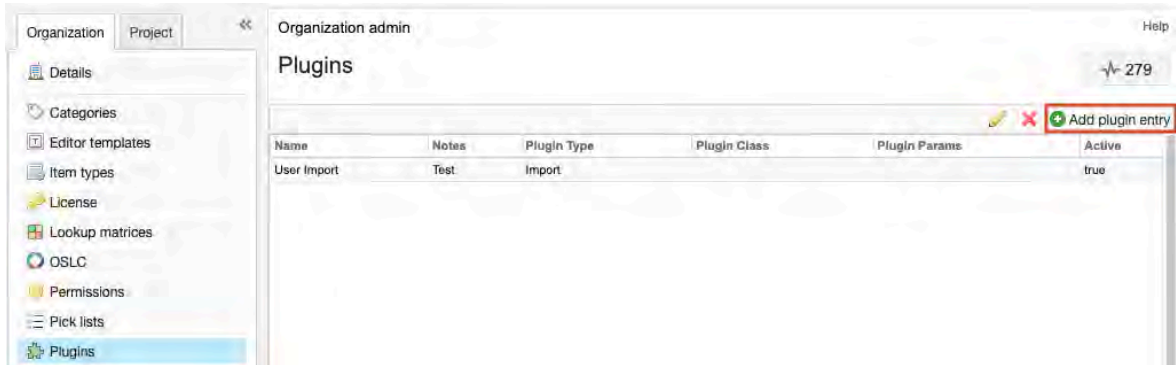 Organization Project
Details
Categories
Editor templates
Item types
License
Lookup matrices
OSLC
Permissions
Pick lists
Plugins
Organization admin Help
Plugins 279
Add plugin entry
Name Notes Plugin Type Plugin Class Plugin Params Active
User Import Test Import true